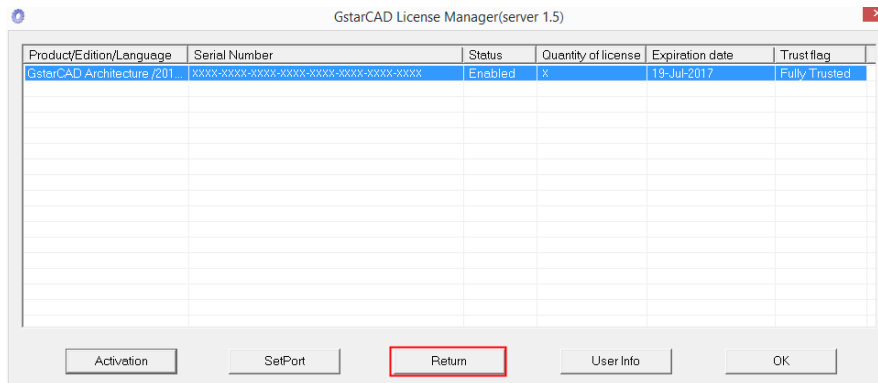 GstarCAD License Manager(server 1.5)
Product/Edition/Language Serial Number Status Quantity of license Expiration date Trust flag
GstarCAD Architecture /201... XXXX-XXXX-XXXX-XXXX-XXXX-XXXX-XXXX-XXXX Enabled X 19-Jul-2017 Fully Trusted
Activation SetPort Return User Info OK